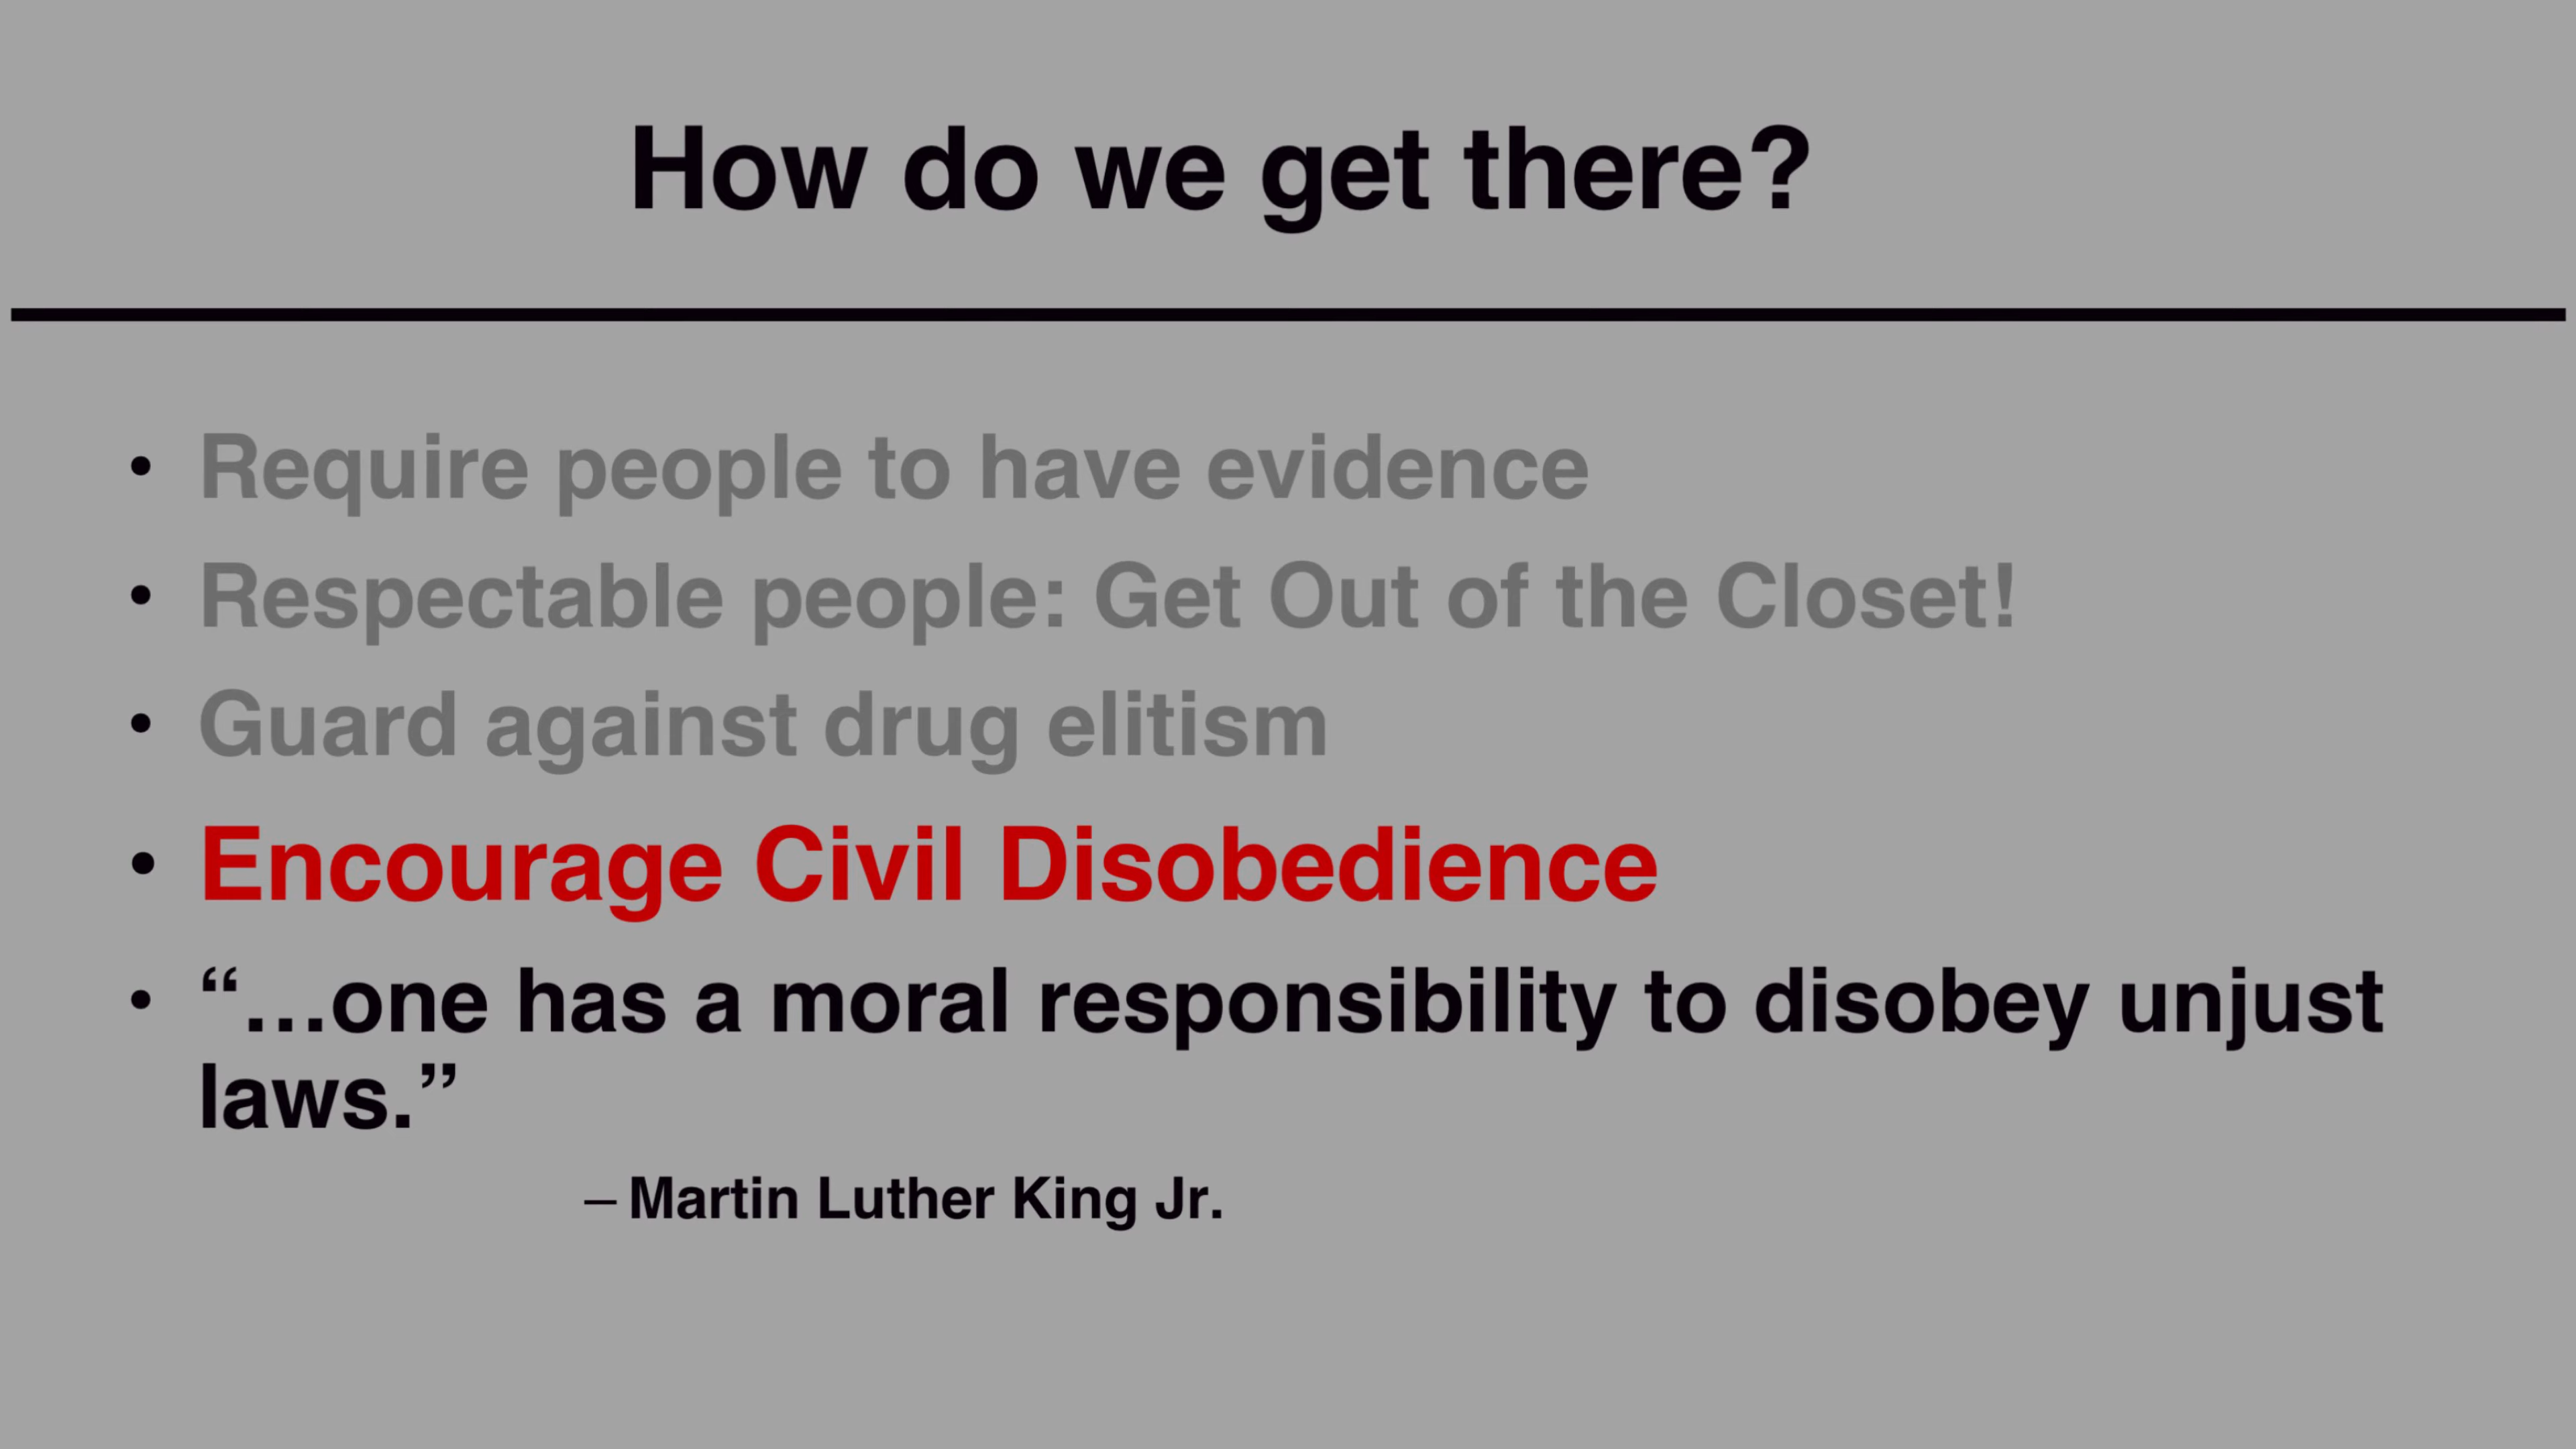 How do we get there?
• Require people to have evidence
• Respectable people: Get Out of the Closet!
• Guard against drug elitism
• Encourage Civil Disobedience
• “…one has a moral responsibility to disobey unjust
laws.”
– Martin Luther King Jr.